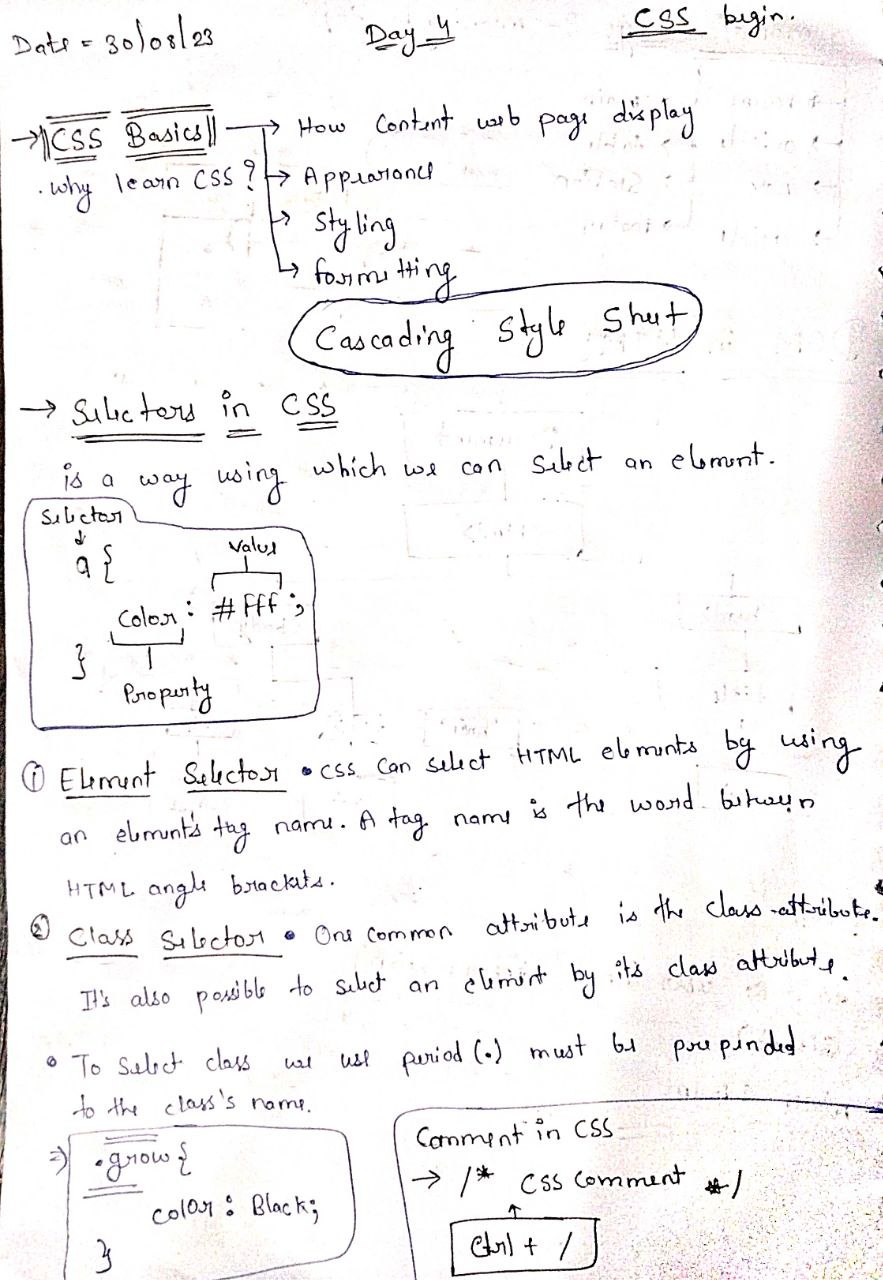 Date = 30/08/23
Day 4
CSS begin.
→ CSS Basics → How Content web page display
. why learn CSS? → Appearance
→ Styling
→ formetting
Cascading Style Sheet
→ Selectors in CSS
is a way using which we can select an element.
Selector
a {
Value
Color : #fff ;
}
Property
① Element Selector • CSS can select HTML elements by using
an element's tag name. A tag name is the word between
HTML angle brackets.
② Class Selector • One common attribute is the class attribute.
It's also possible to select an element by its class attribute.
• To select class we use period (.) must be prepended
to the class's name.
⇒ .grow {
color : Black;
}
Comment in CSS
→ /* CSS comment */
Ctrl + /